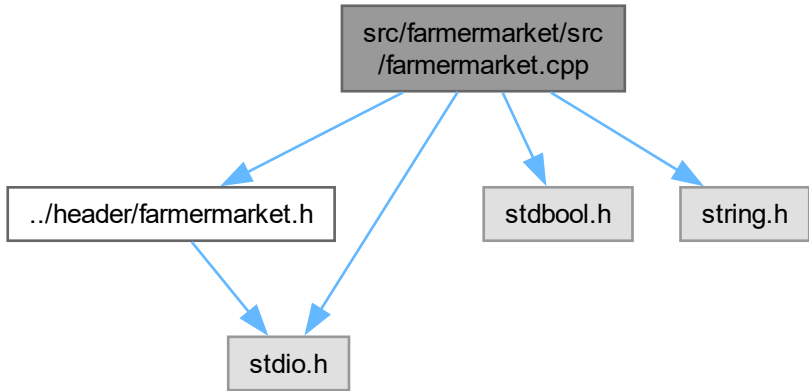 src/farmermarket/src
/farmermarket.cpp
../header/farmermarket.h
stdbool.h
string.h
stdio.h